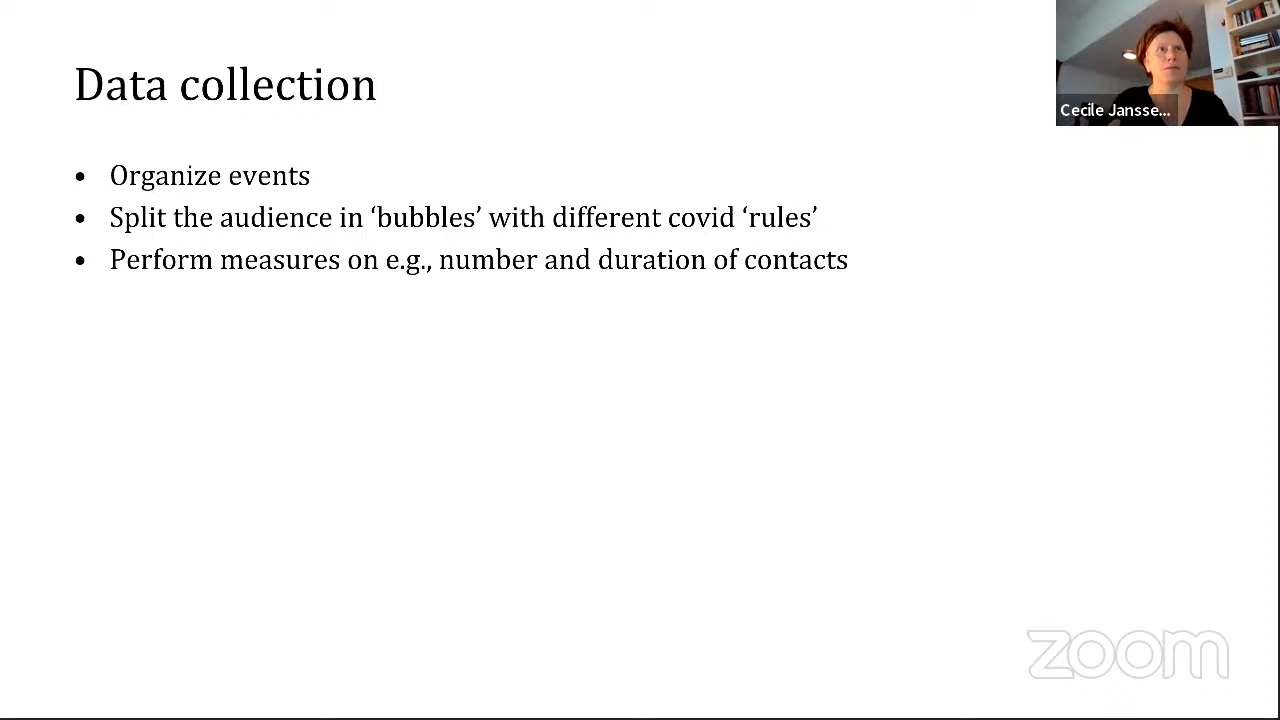 Data collection
Cecile Jansse...
• Organize events
• Split the audience in ‘bubbles’ with different covid ‘rules’
• Perform measures on e.g., number and duration of contacts
zoom